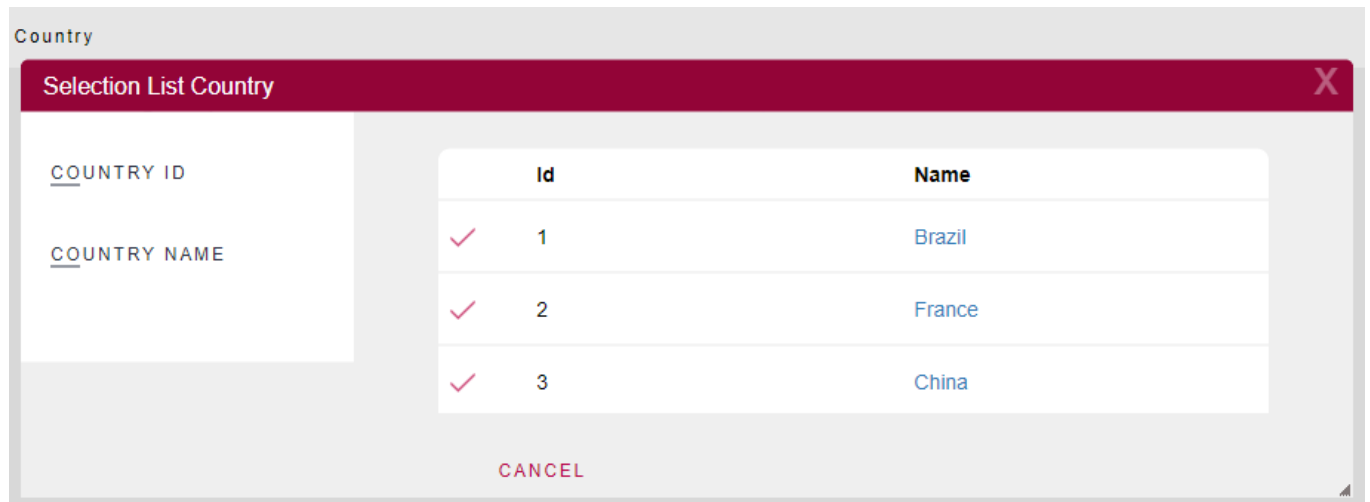 Country
Selection List Country X
COUNTRY ID
COUNTRY NAME
Id Name
1 Brazil
2 France
3 China
CANCEL